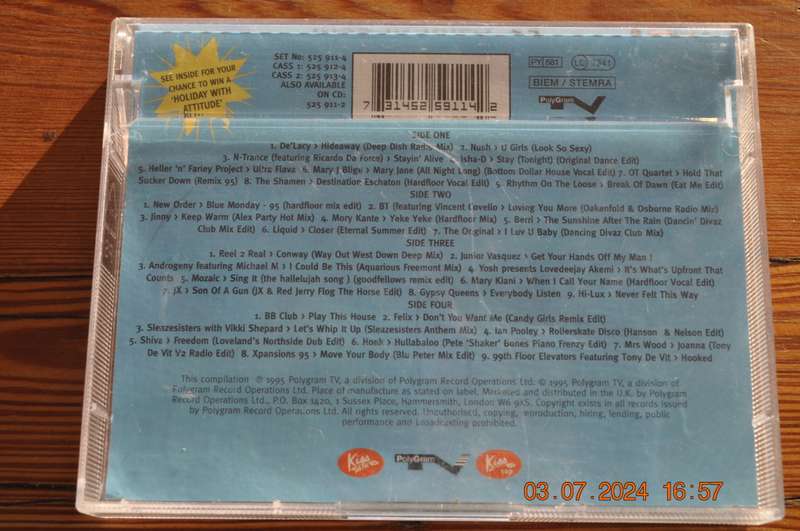 SEE INSIDE FOR YOUR
CHANCE TO WIN A
'HOLIDAY WITH
ATTITUDE'
SET No: 525 911-4
CASS 1: 525 912-4
CASS 2: 525 913-4
ALSO AVAILABLE
ON CD:
525 911-2
7 31452 59114 2
PY 681
BIEM / STEMRA
PolyGram
TV
SIDE ONE
1. De'Lacy > Hideaway (Deep Dish Radio Mix) 2. Nush > U Girls (Look So Sexy)
3. N-Trance (featuring Ricardo Da Force) > Stayin' Alive 4. Isha-D > Stay (Tonight) (Original Dance Edit)
5. Heller 'n' Farley Project > Ultra Flava 6. Mary J Blige > Mary Jane (All Night Long) (Bottom Dollar House Vocal Edit) 7. OT Quartet > Hold That
Sucker Down (Remix 95) 8. The Shamen > Destination Eschaton (Hardfloor Vocal Edit) 9. Rhythm On The Loose > Break Of Dawn (Eat Me Edit)
SIDE TWO
1. New Order > Blue Monday - 95 (hardfloor mix edit) 2. BT (featuring Vincent Covello) > Loving You More (Oakenfold & Osborne Radio Mix)
3. Jinny > Keep Warm (Alex Party Hot Mix) 4. Mory Kante > Yeke Yeke (Hardfloor Mix) 5. Berri > The Sunshine After The Rain (Dancin' Divaz
Club Mix Edit) 6. Liquid > Closer (Eternal Summer Edit) 7. The Original > I Luv U Baby (Dancing Divaz Club Mix)
SIDE THREE
1. Reel 2 Real > Conway (Way Out West Down Deep Mix) 2. Junior Vasquez > Get Your Hands Off My Man !
3. Androgeny featuring Michael M > I Could Be This (Aquarious Freemont Mix) 4. Yosh presents Lovedeejay Akemi > It's What's Upfront That
Counts 5. Mozaic > Sing It (the hallelujah song ) (goodfellows remix edit) 6. Mary Kiani > When I Call Your Name (Hardfloor Vocal Edit)
7. JX > Son Of A Gun (JX & Red Jerry Flog The Horse Edit) 8. Gypsy Queens > Everybody Listen 9. Hi-Lux > Never Felt This Way
SIDE FOUR
1. BB Club > Play This House 2. Felix > Don't You Want Me (Candy Girls Remix Edit)
3. Sleazesisters with Vikki Shepard > Let's Whip It Up (Sleazesisters Anthem Mix) 4. Ian Pooley > Rollerskate Disco (Hanson & Nelson Edit)
5. Shiva > Freedom (Loveland's Northside Dub Edit) 6. Hooh > Hullabaloo (Pete 'Shaker' Bones Piano Frenzy Edit) 7. Mrs Wood > Joanna (Tony
De Vit V2 Radio Edit) 8. Xpansions 95 > Move Your Body (Blu Peter Mix Edit) 9. 99th Floor Elevators Featuring Tony De Vit > Hooked
This compilation ℗ 1995 Polygram TV, a division of Polygram Record Operations Ltd. © 1995 Polygram TV, a division of
Polygram Record Operations Ltd. Place of manufacture as stated on label. Marketed and distributed in the U.K. by Polygram
Record Operations Ltd., P.O. Box 1420, 1 Sussex Place, Hammersmith, London W6 9XS. Copyright exists in all records issued
by Polygram Record Operations Ltd. All rights reserved. Unauthorised, copying, reproduction, hiring, lending, public
performance and broadcasting prohibited.
Kiss
PolyGram
TV
Kiss
03.07.2024 16:57